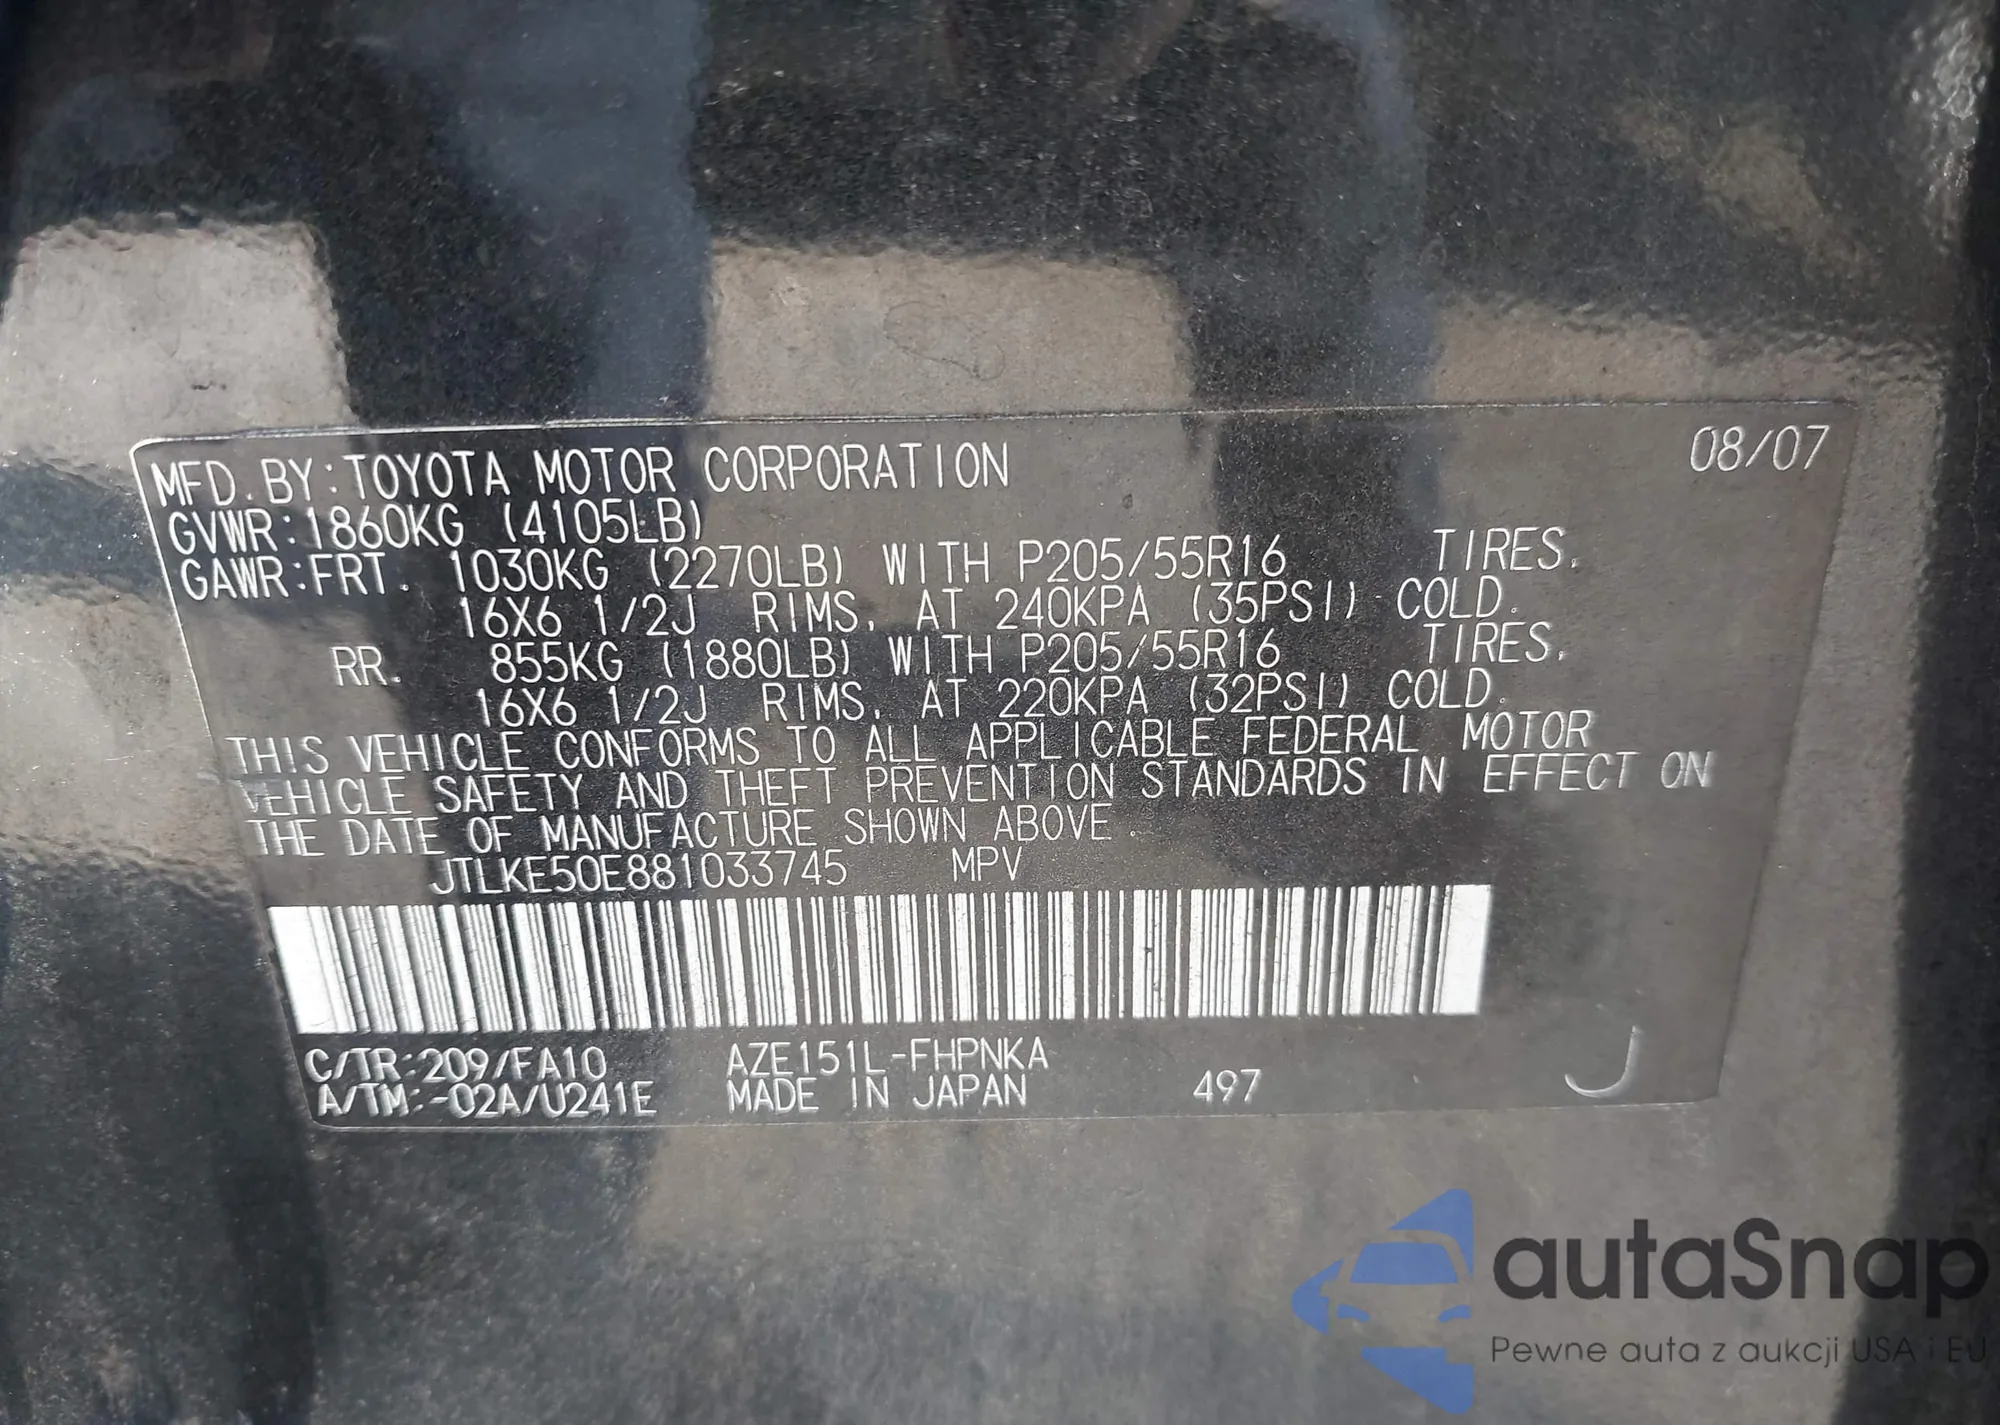 08/07
MFD. BY:TOYOTA MOTOR CORPORATION
GVWR:1860KG (4105LB)
GAWR:FRT. 1030KG (2270LB) WITH P205/55R16 TIRES,
16X6 1/2J RIMS, AT 240KPA (35PSI) COLD.
RR. 855KG (1880LB) WITH P205/55R16 TIRES,
16X6 1/2J RIMS, AT 220KPA (32PSI) COLD.
THIS VEHICLE CONFORMS TO ALL APPLICABLE FEDERAL MOTOR
VEHICLE SAFETY AND THEFT PREVENTION STANDARDS IN EFFECT ON
THE DATE OF MANUFACTURE SHOWN ABOVE.
JTLKE50E881033745 MPV
C/TR:209/FA10 AZE151L-FHPNKA
A/TM:-02A/U241E MADE IN JAPAN 497 J
autaSnap
Pewne auta z aukcji USA i EU